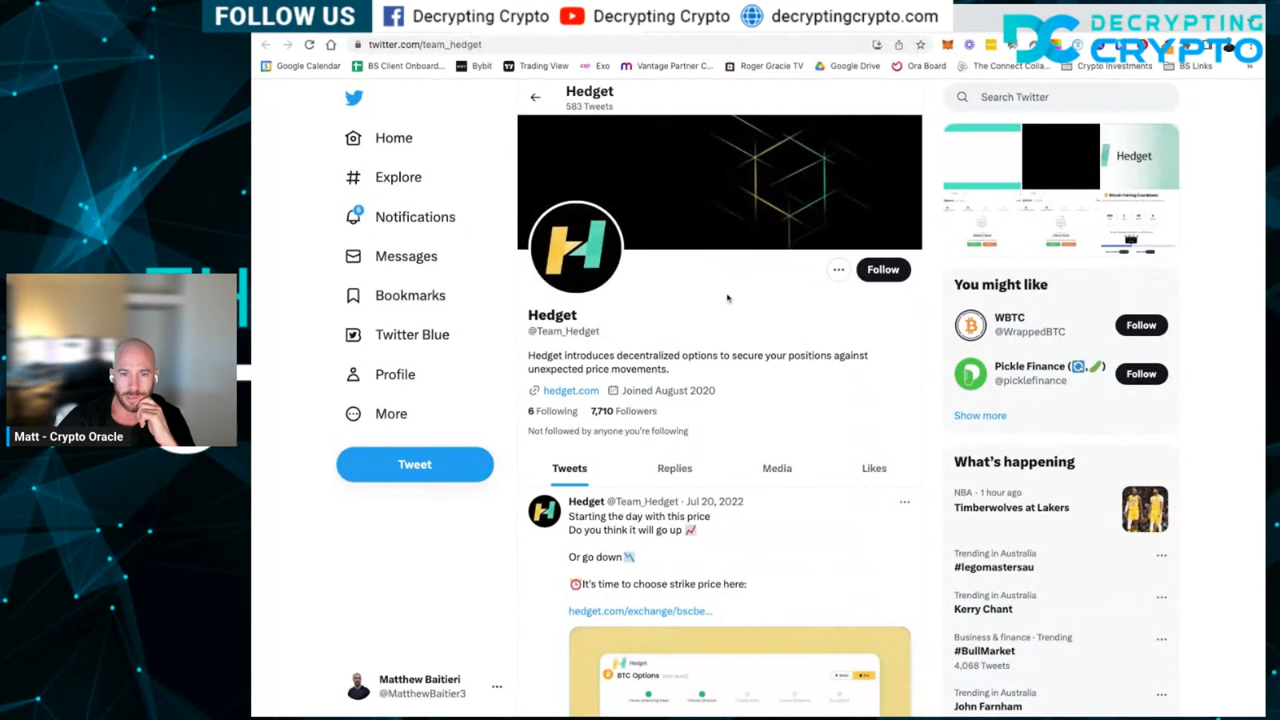 FOLLOW US
Decrypting Crypto
Decrypting Crypto
decryptingcrypto.com
DC DECRYPTING
CRYPTO
twitter.com/team_hedget
Google Calendar
BS Client Onboard...
Bybit
Trading View
Exo
Vantage Partner C...
Roger Gracie TV
Google Drive
Ora Board
The Connect Colla...
Crypto Investments
BS Links
Home
Explore
6
Notifications
Messages
Bookmarks
Twitter Blue
Profile
More
Tweet
Matthew Baitieri
@MatthewBaitier3
Matt - Crypto Oracle
Hedget
583 Tweets
H
Follow
Hedget
@Team_Hedget
Hedget introduces decentralized options to secure your positions against
unexpected price movements.
hedget.com Joined August 2020
6 Following 7,710 Followers
Not followed by anyone you're following
Tweets
Replies
Media
Likes
Hedget @Team_Hedget · Jul 20, 2022
Starting the day with this price
Do you think it will go up 📈
Or go down📉
⏰It's time to choose strike price here:
hedget.com/exchange/bscbe...
Hedget
BTC Options
Search Twitter
Hedget
You might like
WBTC
@WrappedBTC
Follow
Pickle Finance (🔄,🥒)
@picklefinance
Follow
Show more
What's happening
NBA · 1 hour ago
Timberwolves at Lakers
Trending in Australia
#legomastersau
Trending in Australia
Kerry Chant
Business & finance · Trending
#BullMarket
4,068 Tweets
Trending in Australia
John Farnham